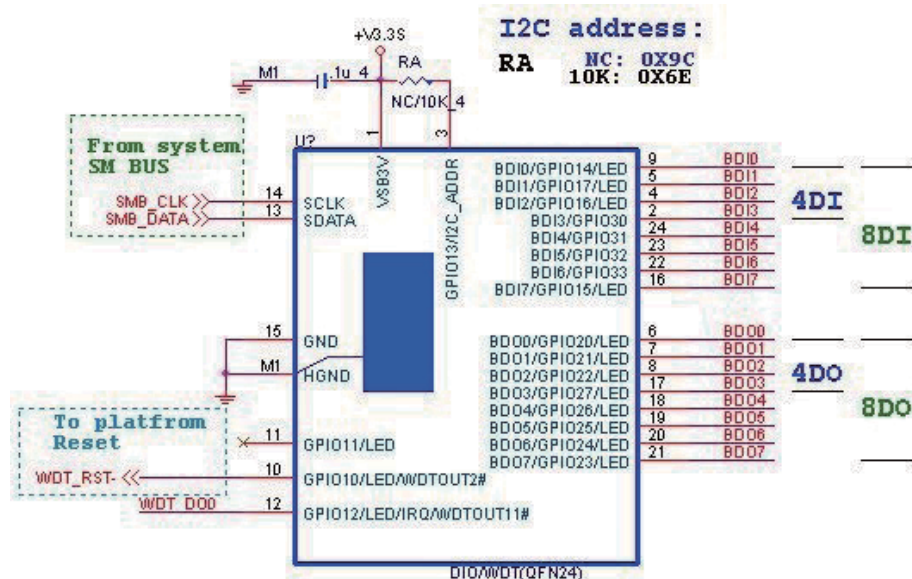 I2C address:
RA NC: 0X9C
10K: 0X6E
+V3.3S
RA
M1 .1u_4
NC/10K_4
1
3
U?
From system
SM BUS
SMB_CLK 14 SCLK
SMB_DATA 13 SDATA
VSB3V
GPIO13/I2C_ADDR
BDI0/GPIO14/LED 9 BDI0
BDI1/GPIO17/LED 5 BDI1
BDI2/GPIO16/LED 4 BDI2
BDI3/GPIO30 2 BDI3
BDI4/GPIO31 24 BDI4
BDI5/GPIO32 23 BDI5
BDI6/GPIO33 22 BDI6
BDI7/GPIO15/LED 16 BDI7
4DI
8DI
15 GND
M1 HGND
BDO0/GPIO20/LED 6 BDO0
BDO1/GPIO21/LED 7 BDO1
BDO2/GPIO22/LED 8 BDO2
BDO3/GPIO27/LED 17 BDO3
BDO4/GPIO26/LED 18 BDO4
BDO5/GPIO25/LED 19 BDO5
BDO6/GPIO24/LED 20 BDO6
BDO7/GPIO23/LED 21 BDO7
4DO
8DO
To platfrom
Reset
11 GPIO11/LED
WDT_RST- 10 GPIO10/LED/WDTOUT2#
WDT_DO0 12 GPIO12/LED/IRQ/WDTOUT11#
DIO/WDT(QFN24)